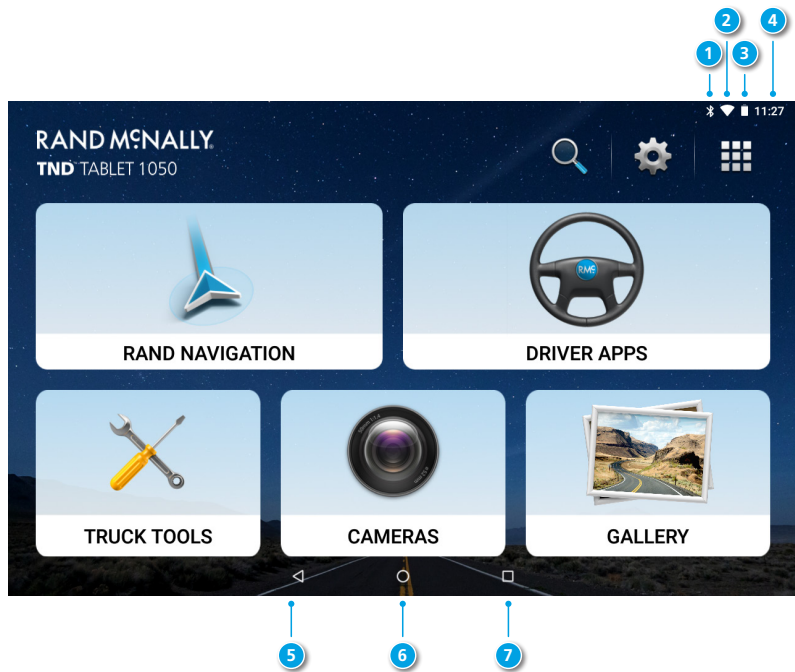 2 4
1 3
11:27
RAND MCNALLY
TND TABLET 1050
RMC
RAND NAVIGATION
DRIVER APPS
TRUCK TOOLS
CAMERAS
GALLERY
5 6 7